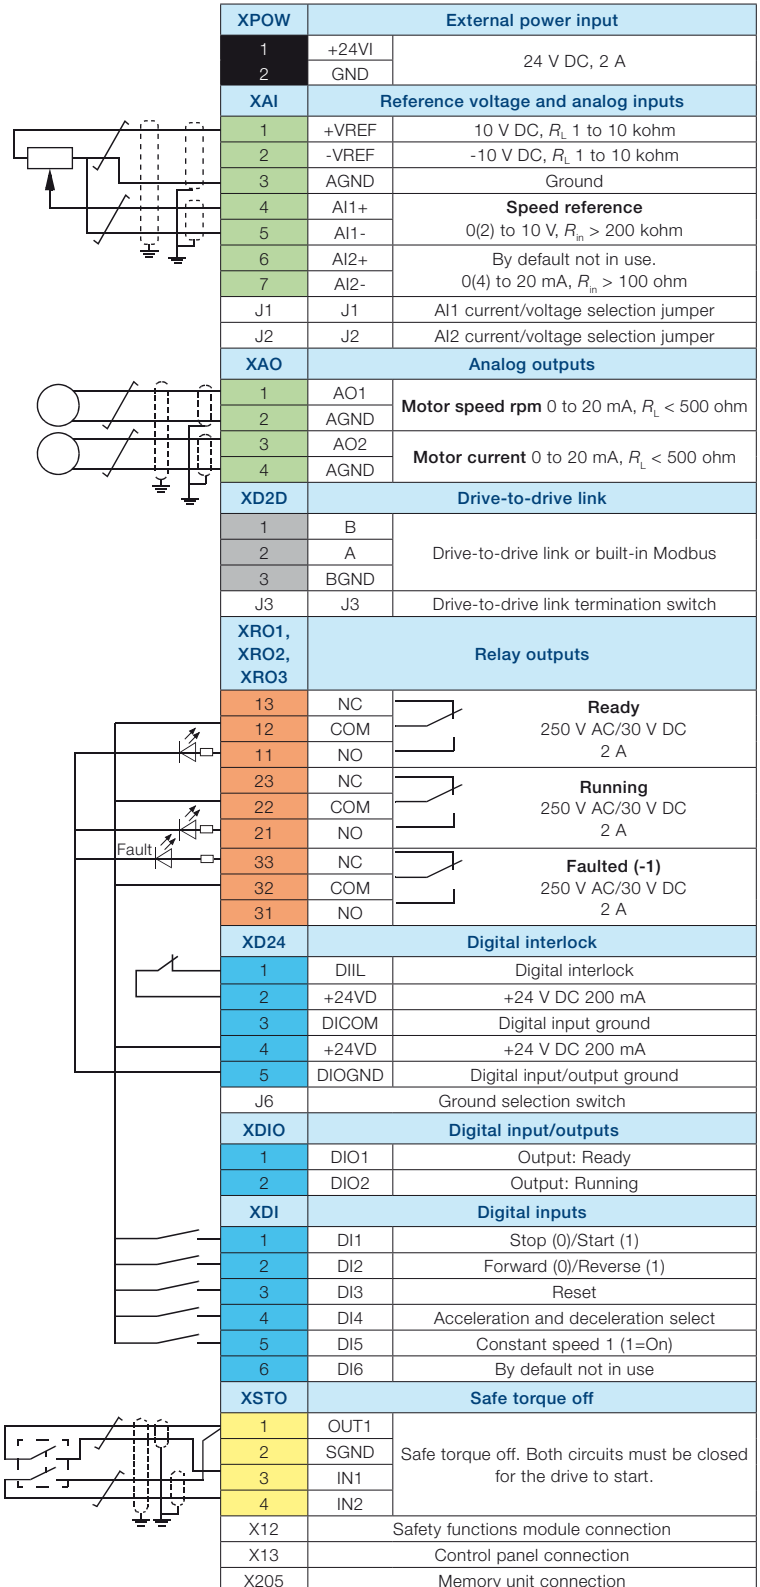 XPOW External power input
1 +24VI 24 V DC, 2 A
2 GND
XAI Reference voltage and analog inputs
1 +VREF 10 V DC, RL 1 to 10 kohm
2 -VREF -10 V DC, RL 1 to 10 kohm
3 AGND Ground
4 AI1+ Speed reference
5 AI1- 0(2) to 10 V, Rin > 200 kohm
6 AI2+ By default not in use.
7 AI2- 0(4) to 20 mA, Rin > 100 ohm
J1 J1 AI1 current/voltage selection jumper
J2 J2 AI2 current/voltage selection jumper
XAO Analog outputs
1 AO1 Motor speed rpm 0 to 20 mA, RL < 500 ohm
2 AGND
3 AO2 Motor current 0 to 20 mA, RL < 500 ohm
4 AGND
XD2D Drive-to-drive link
1 B
2 A Drive-to-drive link or built-in Modbus
3 BGND
J3 J3 Drive-to-drive link termination switch
XRO1,
XRO2, Relay outputs
XRO3
13 NC Ready
12 COM 250 V AC/30 V DC
11 NO 2 A
23 NC Running
22 COM 250 V AC/30 V DC
21 NO 2 A
Fault
33 NC Faulted (-1)
32 COM 250 V AC/30 V DC
31 NO 2 A
XD24 Digital interlock
1 DIIL Digital interlock
2 +24VD +24 V DC 200 mA
3 DICOM Digital input ground
4 +24VD +24 V DC 200 mA
5 DIOGND Digital input/output ground
J6 Ground selection switch
XDIO Digital input/outputs
1 DIO1 Output: Ready
2 DIO2 Output: Running
XDI Digital inputs
1 DI1 Stop (0)/Start (1)
2 DI2 Forward (0)/Reverse (1)
3 DI3 Reset
4 DI4 Acceleration and deceleration select
5 DI5 Constant speed 1 (1=On)
6 DI6 By default not in use
XSTO Safe torque off
1 OUT1
2 SGND Safe torque off. Both circuits must be closed
3 IN1 for the drive to start.
4 IN2
X12 Safety functions module connection
X13 Control panel connection
X205 Memory unit connection